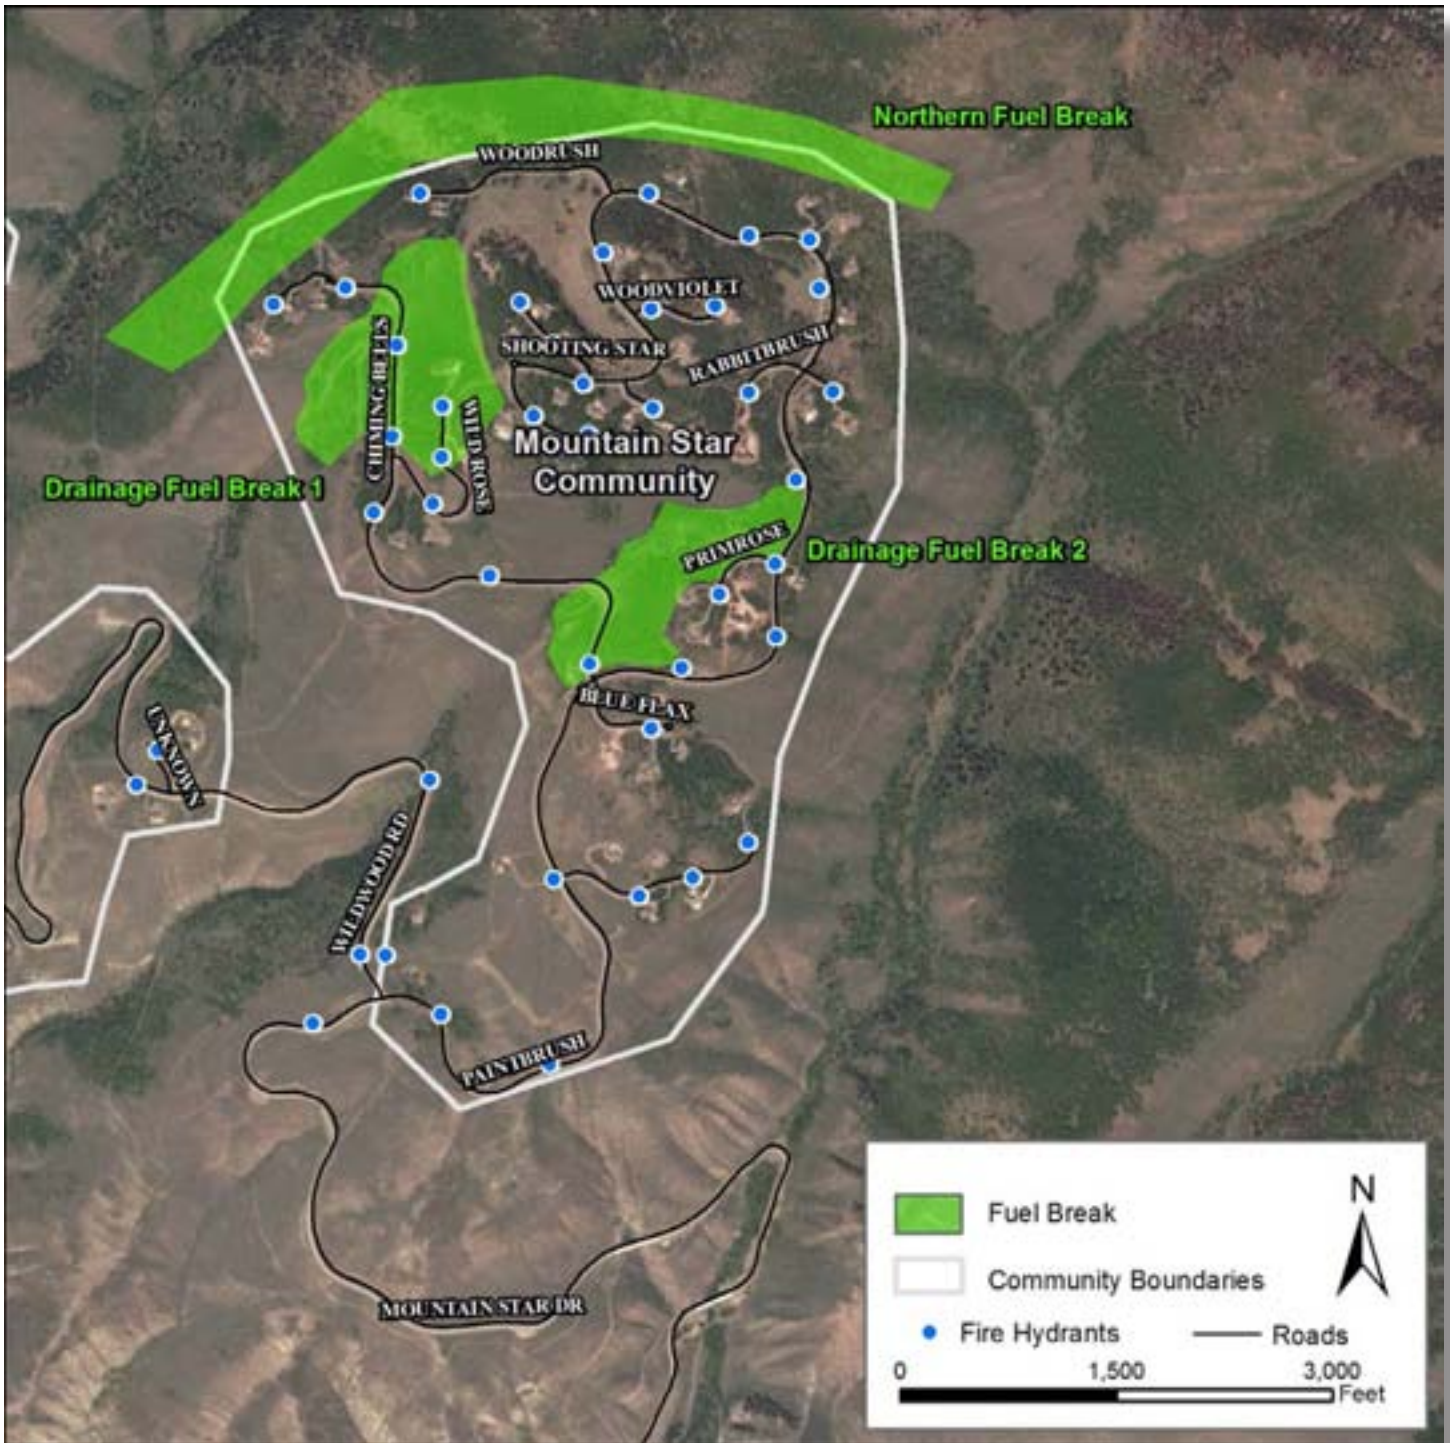 Northern Fuel Break
WOODRUSH
WOODVIOLET
SHOOTING STAR
RABBITBRUSH
CHIMING BELLS
WILD ROSE
Mountain Star
Community
Drainage Fuel Break 1
PRIMROSE
Drainage Fuel Break 2
BLUE FLAX
UNKNOWN
WILDWOOD RD
PAINTBRUSH
MOUNTAIN STAR DR
N
Fuel Break
Community Boundaries
Fire Hydrants
Roads
0 1,500 3,000
Feet